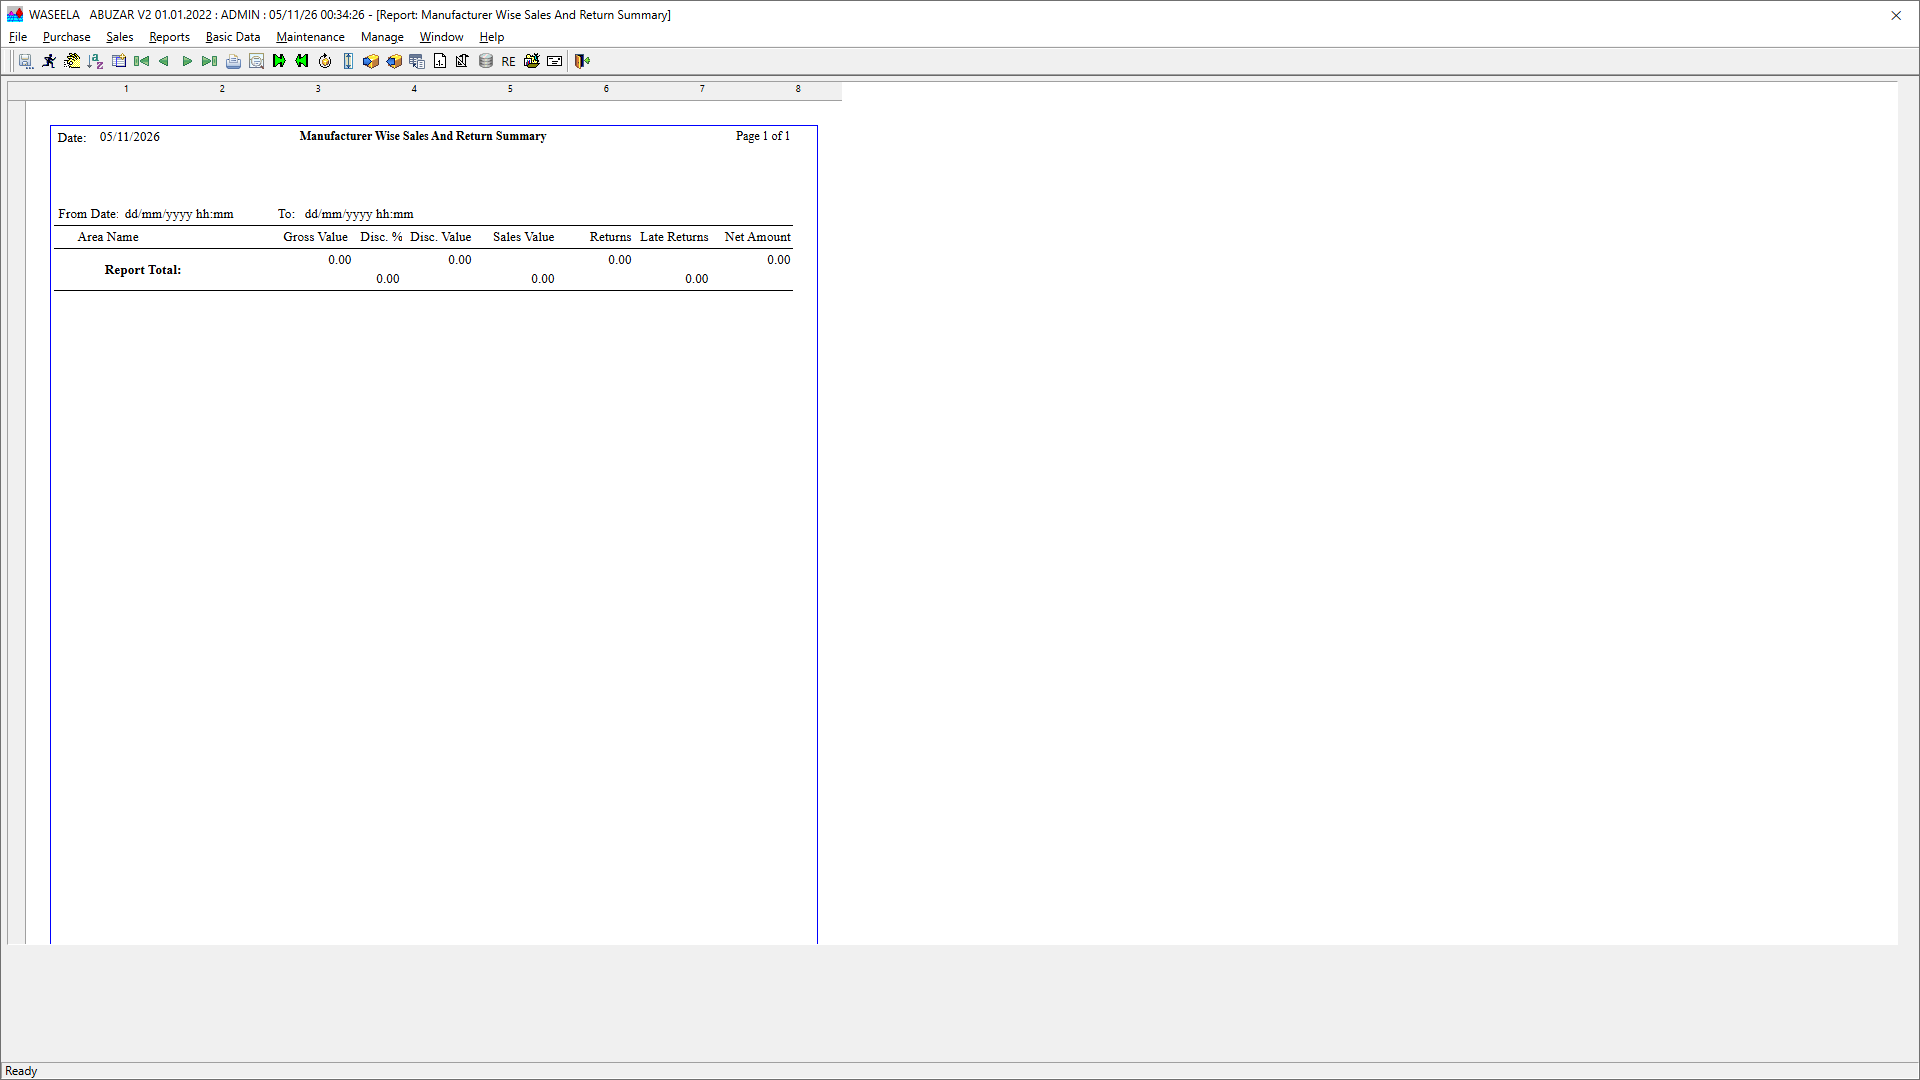 WASEELA ABUZAR V2 01.01.2022 : ADMIN : 05/11/26 00:34:26 - [Report: Manufacturer Wise Sales And Return Summary]
File Purchase Sales Reports Basic Data Maintenance Manage Window Help
RE
1 2 3 4 5 6 7 8
Date: 05/11/2026 Manufacturer Wise Sales And Return Summary Page 1 of 1
From Date: dd/mm/yyyy hh:mm To: dd/mm/yyyy hh:mm
Area Name Gross Value Disc. % Disc. Value Sales Value Returns Late Returns Net Amount
0.00 0.00 0.00 0.00
Report Total:
0.00 0.00 0.00
Ready